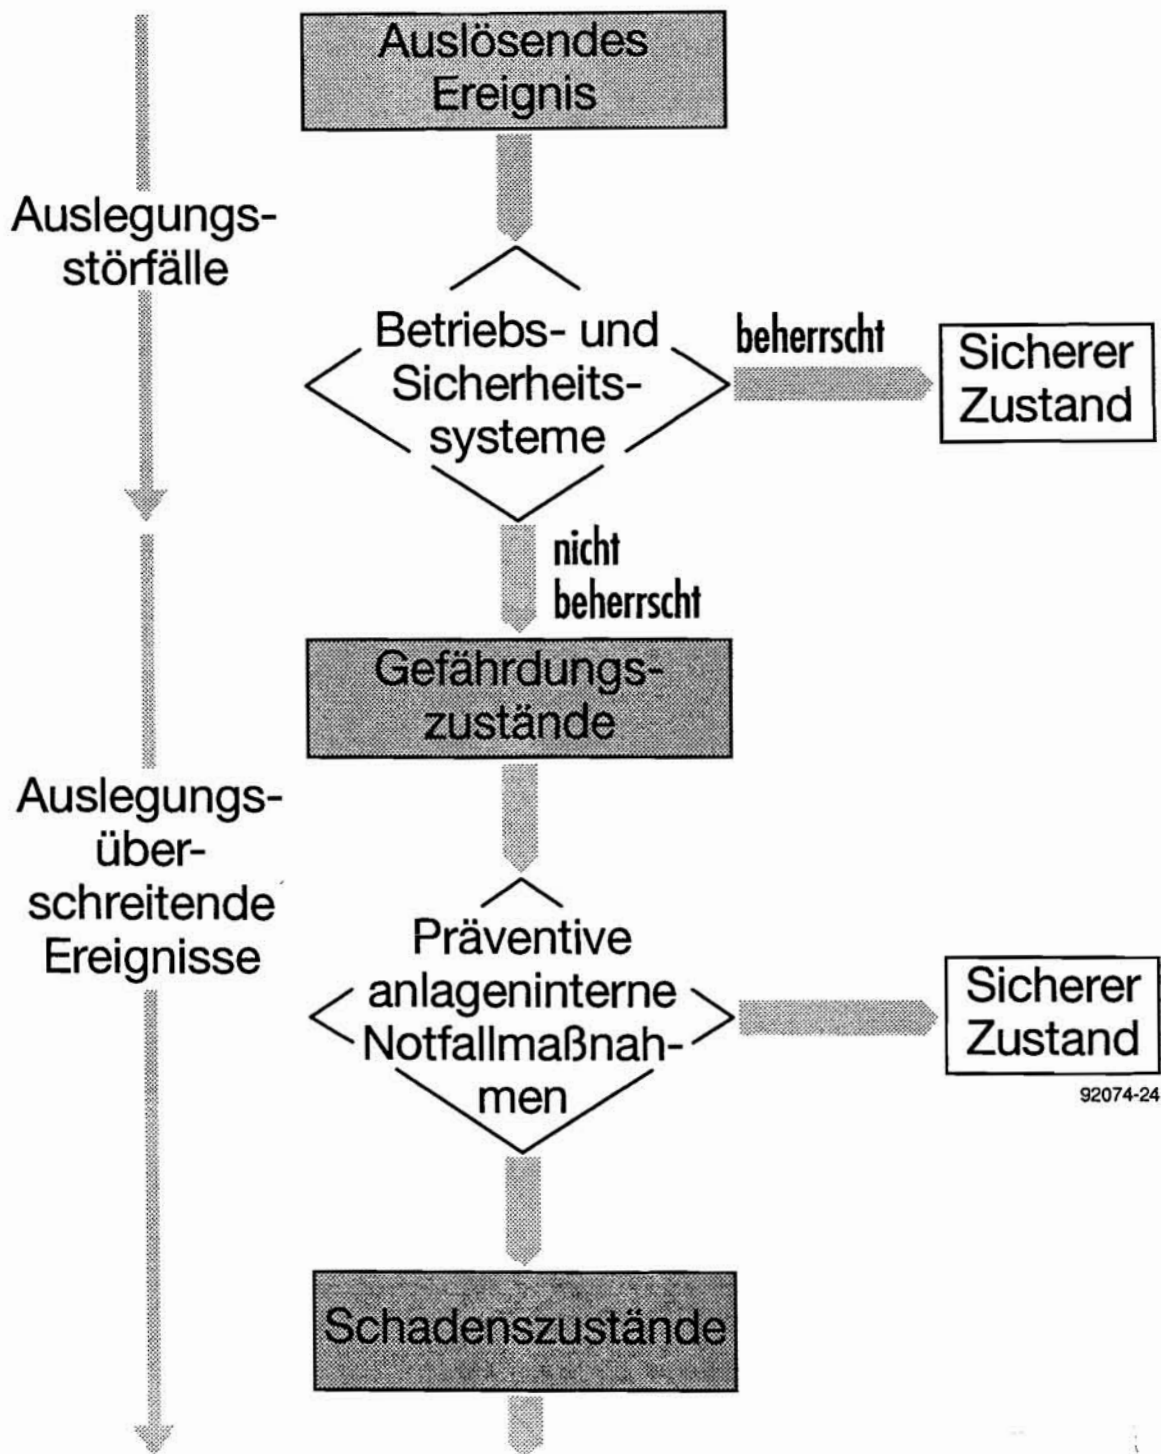 Auslösendes
Ereignis
Auslegungs-
störfälle
Betriebs- und
Sicherheits-
systeme
beherrscht
Sicherer
Zustand
nicht
beherrscht
Gefährdungs-
zustände
Auslegungs-
über-
schreitende
Ereignisse
Präventive
anlageninterne
Notfallmaßnah-
men
Sicherer
Zustand
92074-24
Schadenszustände